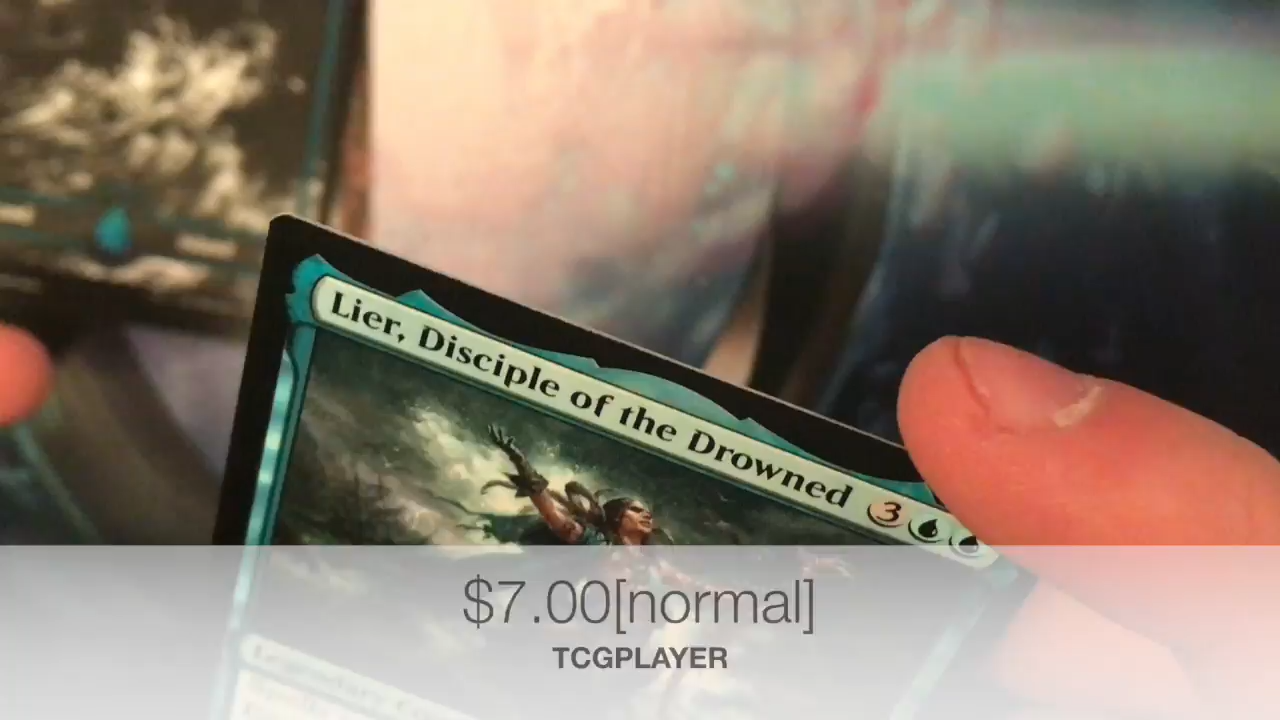 Lier, Disciple of the Drowned 3
$7.00[normal]
TCGPLAYER